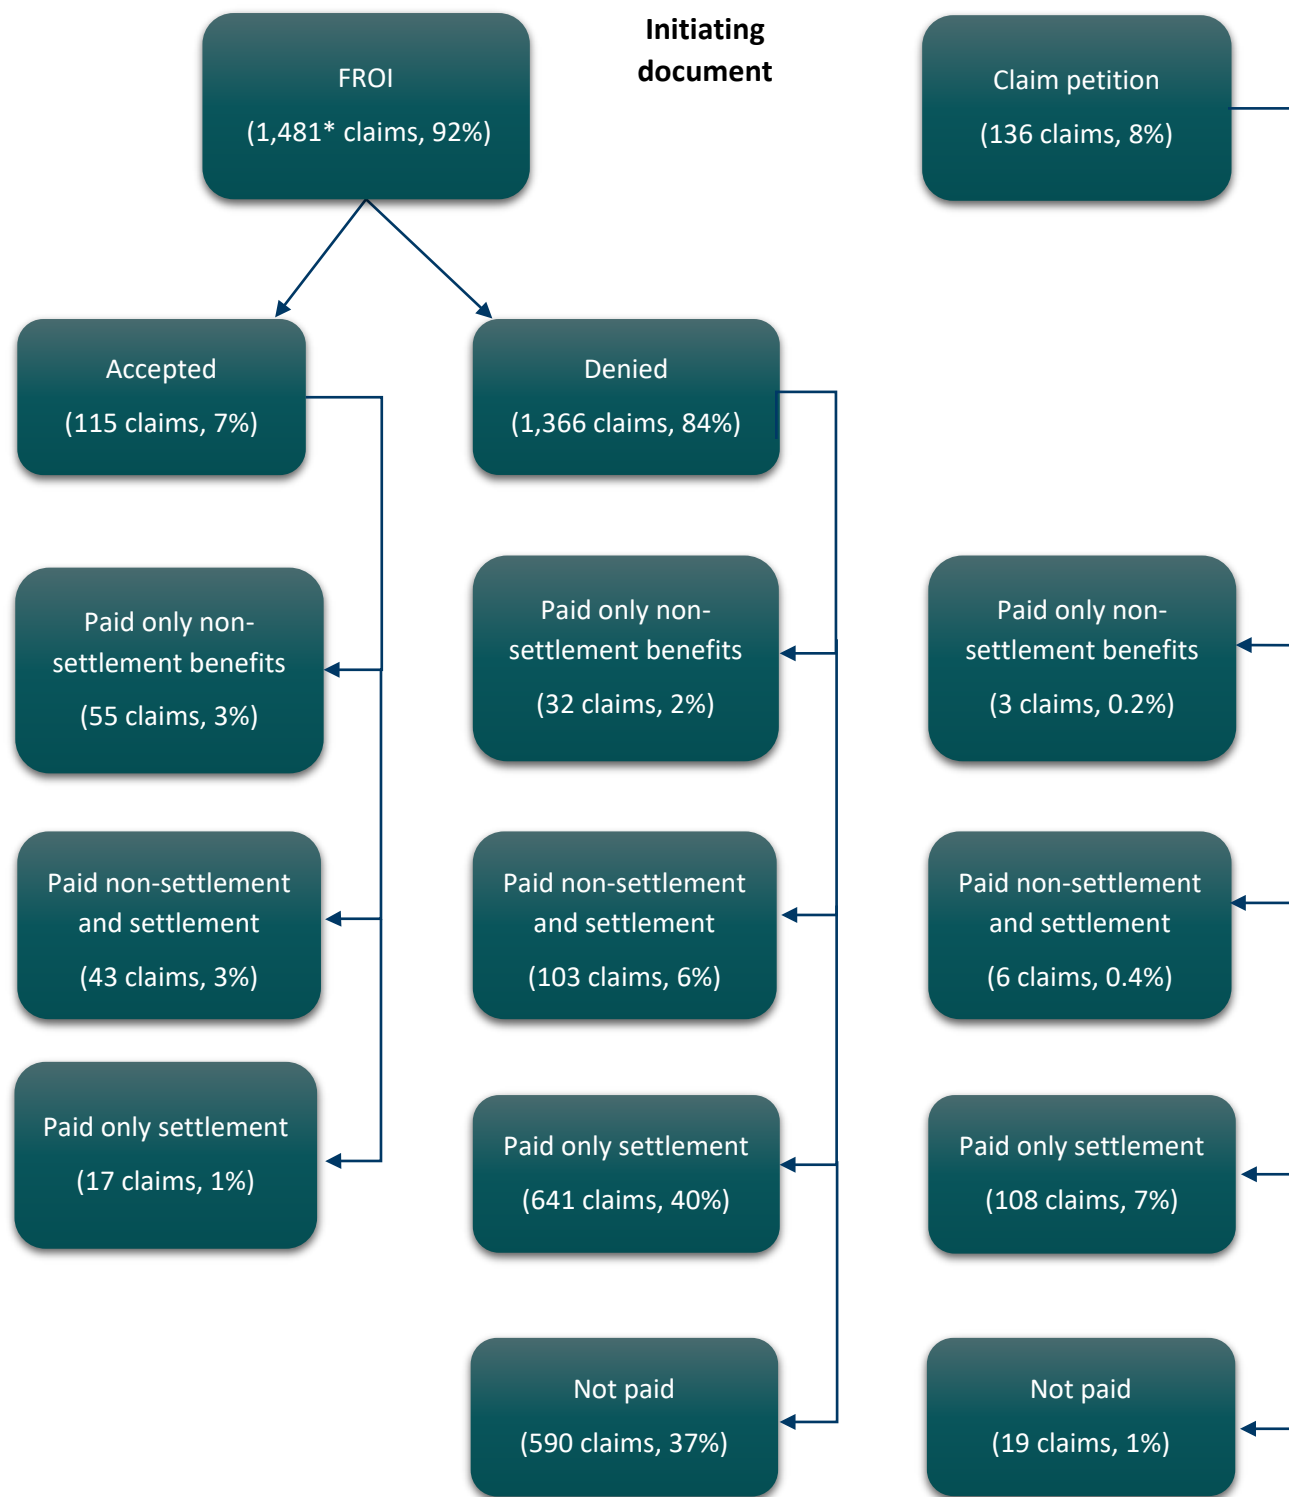 Initiating
document
FROI
(1,481* claims, 92%)
Claim petition
(136 claims, 8%)
Accepted
(115 claims, 7%)
Denied
(1,366 claims, 84%)
Paid only non-
settlement benefits
(55 claims, 3%)
Paid only non-
settlement benefits
(32 claims, 2%)
Paid only non-
settlement benefits
(3 claims, 0.2%)
Paid non-settlement
and settlement
(43 claims, 3%)
Paid non-settlement
and settlement
(103 claims, 6%)
Paid non-settlement
and settlement
(6 claims, 0.4%)
Paid only settlement
(17 claims, 1%)
Paid only settlement
(641 claims, 40%)
Paid only settlement
(108 claims, 7%)
Not paid
(590 claims, 37%)
Not paid
(19 claims, 1%)